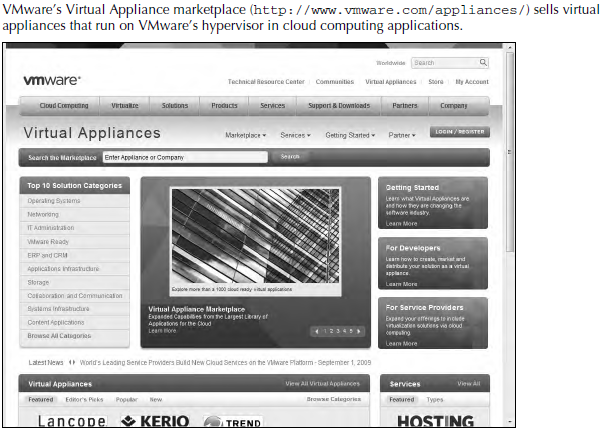 VMware's Virtual Appliance marketplace (http://www.vmware.com/appliances/) sells virtual
appliances that run on VMware's hypervisor in cloud computing applications.
Worldwide Search
vmware
Technical Resource Center Communities Virtual Appliances Store My Account
Cloud Computing Virtualize Solutions Products Services Support & Downloads Partners Company
Virtual Appliances
Marketplace Services Getting Started Partner LOGIN / REGISTER
Search the Marketplace Enter Appliance or Company Search
Top 10 Solution Categories
Operating Systems
Networking
IT Administration
VMware Ready
ERP and CRM
Applications Infrastructure
Storage
Collaboration and Communication
Systems Infrastructure
Content Applications
Browse All Categories
Explore more than a 1000 cloud ready virtual applications
Virtual Appliance Marketplace
Expanded Capabilities from the Largest Library of
Applications for the Cloud
Learn More
1 2 3 4 5
Getting Started
Learn what Virtual Appliances are
and how they are changing the
software industry.
Learn More
For Developers
Learn how to create, market and
distribute your solution as a virtual
appliance.
Learn More
For Service Providers
Expand your offerings to include
virtualization solutions via cloud
computing.
Learn More
Latest News World's Leading Service Providers Build New Cloud Services on the VMware Platform - September 1, 2009
Virtual Appliances View All Virtual Appliances
Featured Editor's Picks Popular New Browse Categories
Lancope KERIO TREND
Services View All
Featured Types
HOSTING